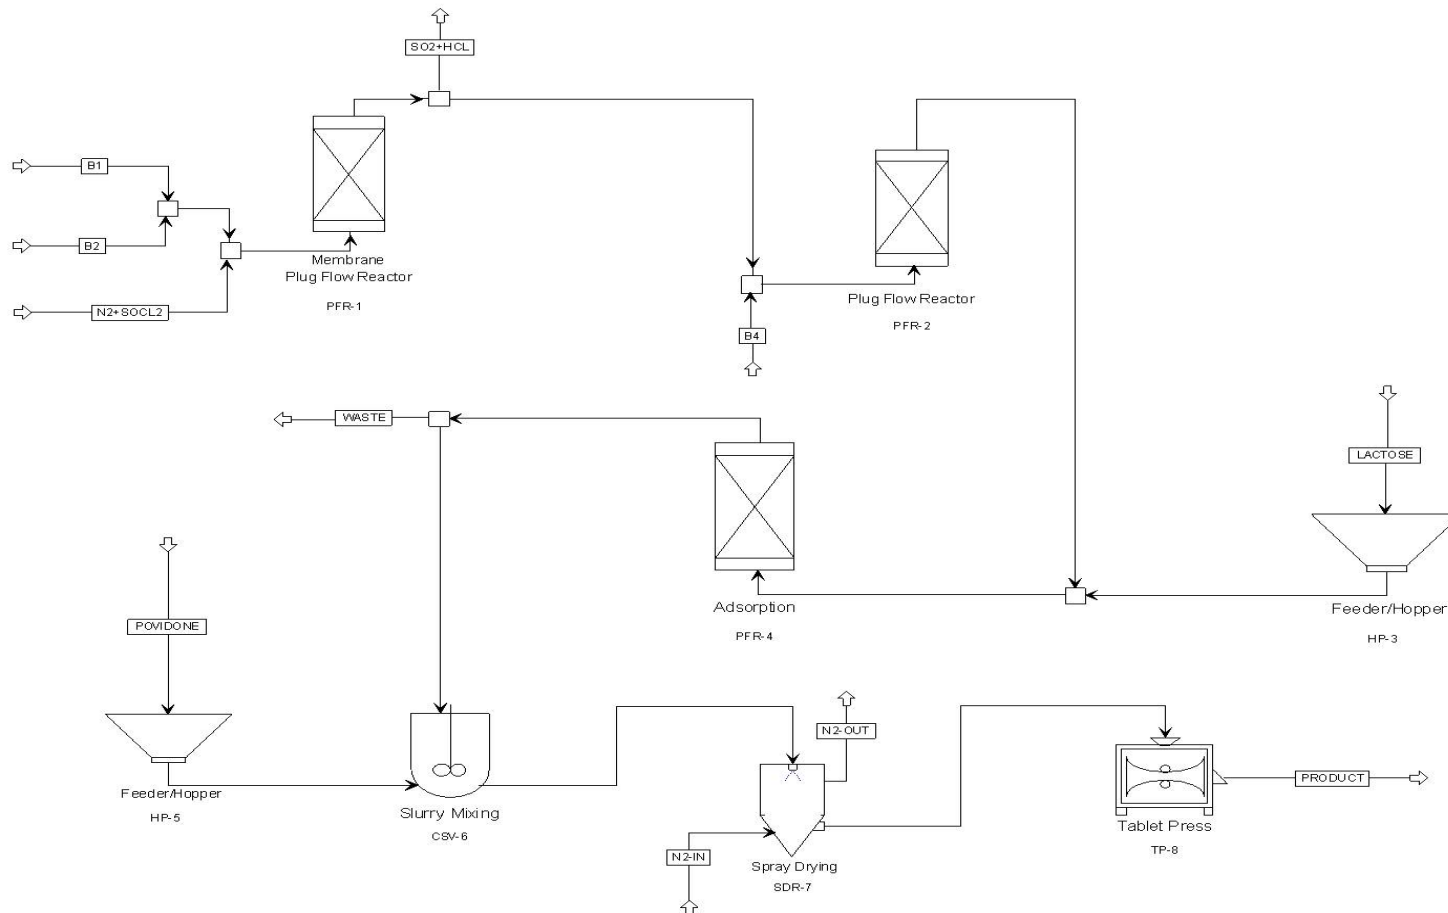 SO2+HCL
B1
B2
N2+SOCL2
Membrane
Plug Flow Reactor
PFR-1
Plug Flow Reactor
PFR-2
B4
WASTE
LACTOSE
Adsorption
PFR-4
Feeder/Hopper
HP-3
POVIDONE
Feeder/Hopper
HP-5
Slurry Mixing
CSV-6
N2-OUT
N2-IN
Spray Drying
SDR-7
PRODUCT
Tablet Press
TP-8